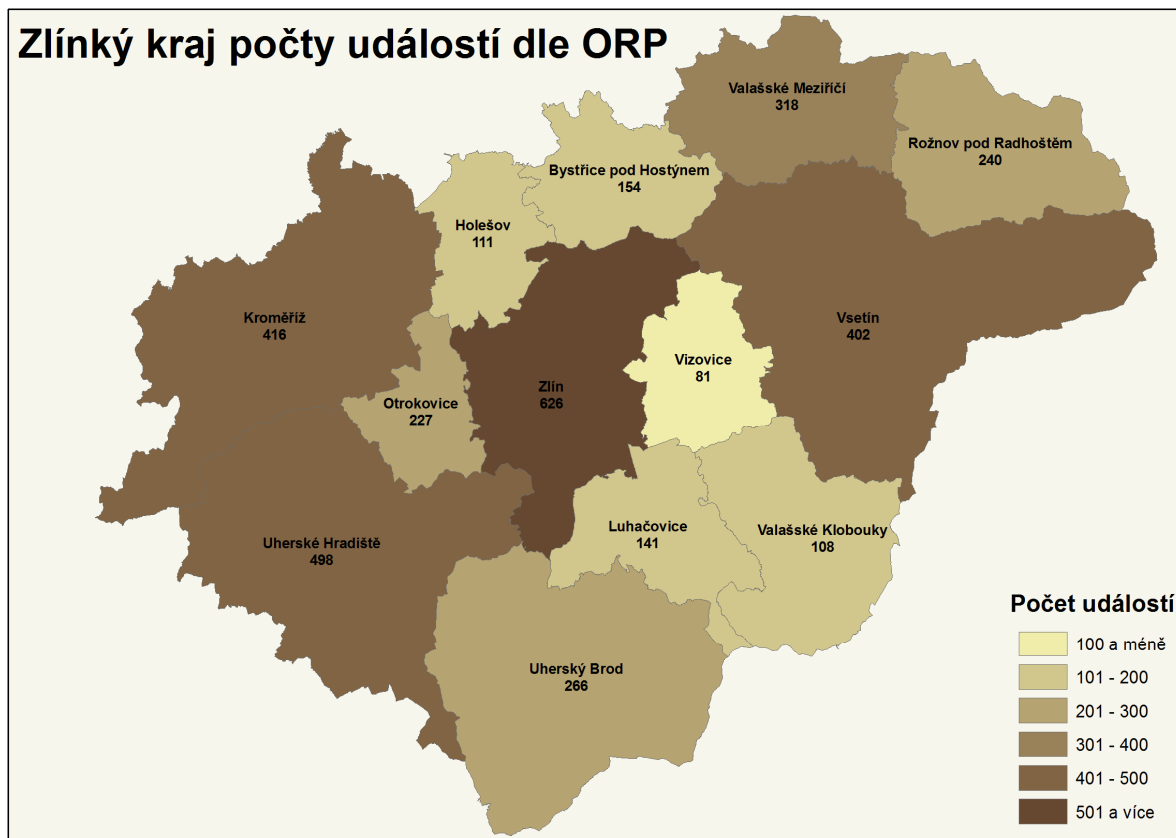 Zlínký kraj počty událostí dle ORP
Valašské Meziříčí
318
Rožnov pod Radhoštěm
240
Bystřice pod Hostýnem
154
Holešov
111
Kroměříž
416
Vsetín
402
Vizovice
81
Zlín
626
Otrokovice
227
Luhačovice
141
Valašské Klobouky
108
Uherské Hradiště
498
Uherský Brod
266
Počet událostí
100 a méně
101 - 200
201 - 300
301 - 400
401 - 500
501 a více